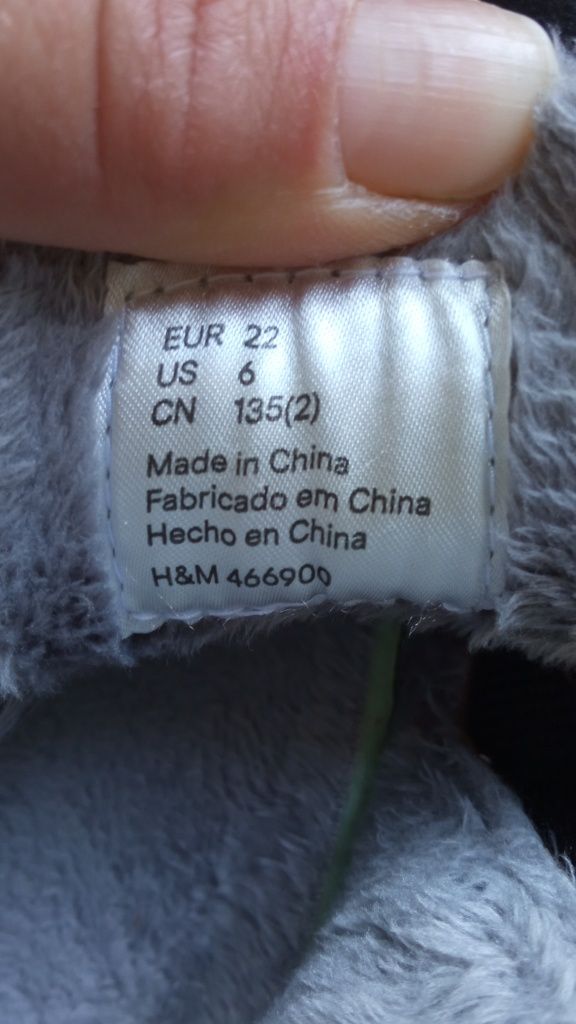 EUR 22
US 6
CN 135(2)
Made in China
Fabricado em China
Hecho en China
H&M 466900